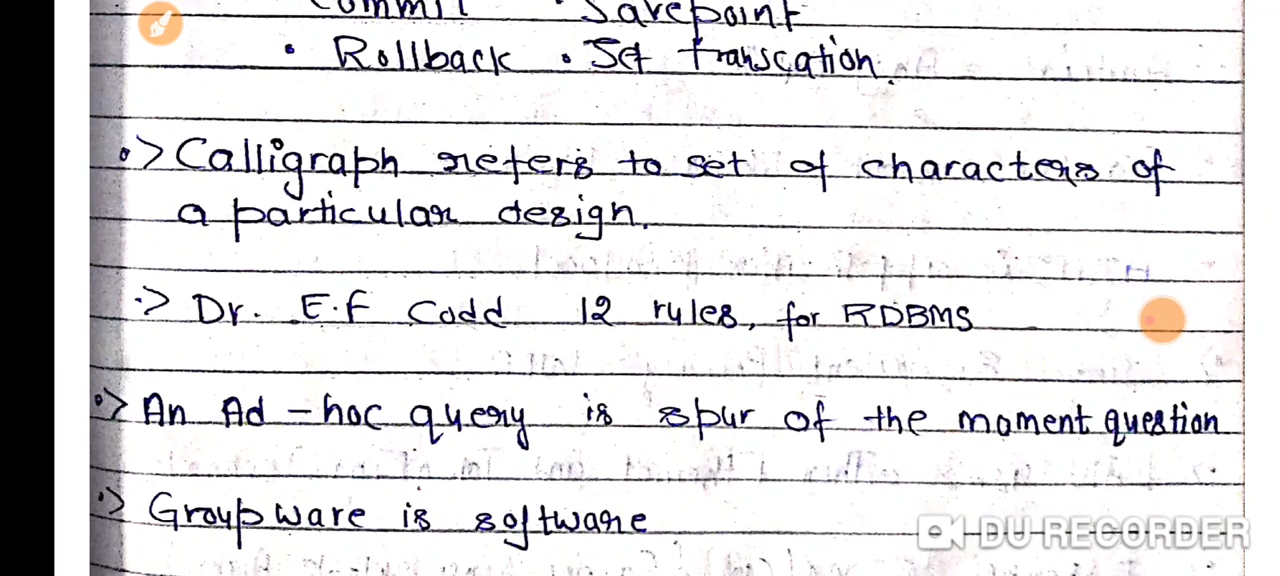 Commit • Savepoint
• Rollback • Set transcation.
•> Calligraph refers to set of characters of
a particular design.
•> Dr. E.F Codd 12 rules, for RDBMS
•> An Ad-hoc query is spur of the moment question
•> Groupware is software
DU RECORDER